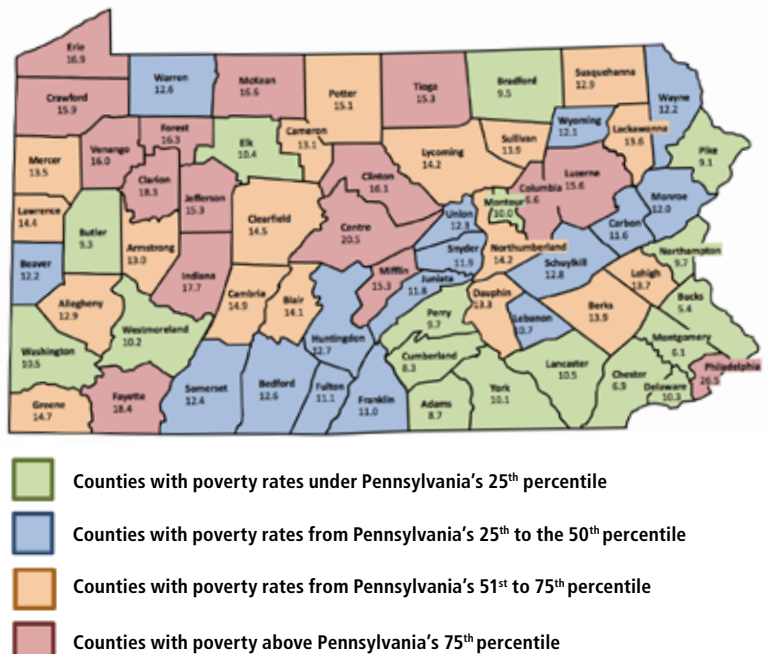 Erie
16.9
Warren
12.6
McKean
16.6
Potter
15.1
Tioga
15.3
Bradford
9.5
Susquehanna
12.9
Wayne
12.2
Crawford
15.9
Forest
16.3
Elk
10.4
Cameron
13.1
Lycoming
14.2
Sullivan
13.5
Wyoming
12.1
Lackawanna
13.6
Pike
9.1
Mercer
13.5
Venango
16.0
Clarion
18.3
Jefferson
15.3
Clinton
16.1
Columbia
Luzerne
15.6
Monroe
12.0
Lawrence
14.4
Butler
9.3
Armstrong
13.0
Clearfield
14.5
Centre
20.5
Union
12.3
Montour
10.0
Carbon
11.6
Beaver
12.2
Indiana
17.7
Mifflin
15.3
Snyder
11.9
Northumberland
14.2
Schuylkill
12.8
Northampton
9.7
Allegheny
12.9
Westmoreland
10.2
Cambria
14.9
Blair
14.1
Huntingdon
12.7
Juniata
11.8
Dauphin
13.3
Lebanon
10.7
Berks
13.9
Lehigh
13.7
Bucks
5.4
Washington
10.5
Perry
9.7
Cumberland
8.3
Lancaster
10.5
Montgomery
6.1
Chester
6.9
Delaware
10.3
Philadelphia
26.5
Greene
14.7
Fayette
18.4
Somerset
12.4
Bedford
12.6
Fulton
11.1
Franklin
11.0
Adams
8.7
York
10.1
Counties with poverty rates under Pennsylvania's 25th percentile
Counties with poverty rates from Pennsylvania's 25th to the 50th percentile
Counties with poverty rates from Pennsylvania's 51st to 75th percentile
Counties with poverty above Pennsylvania's 75th percentile